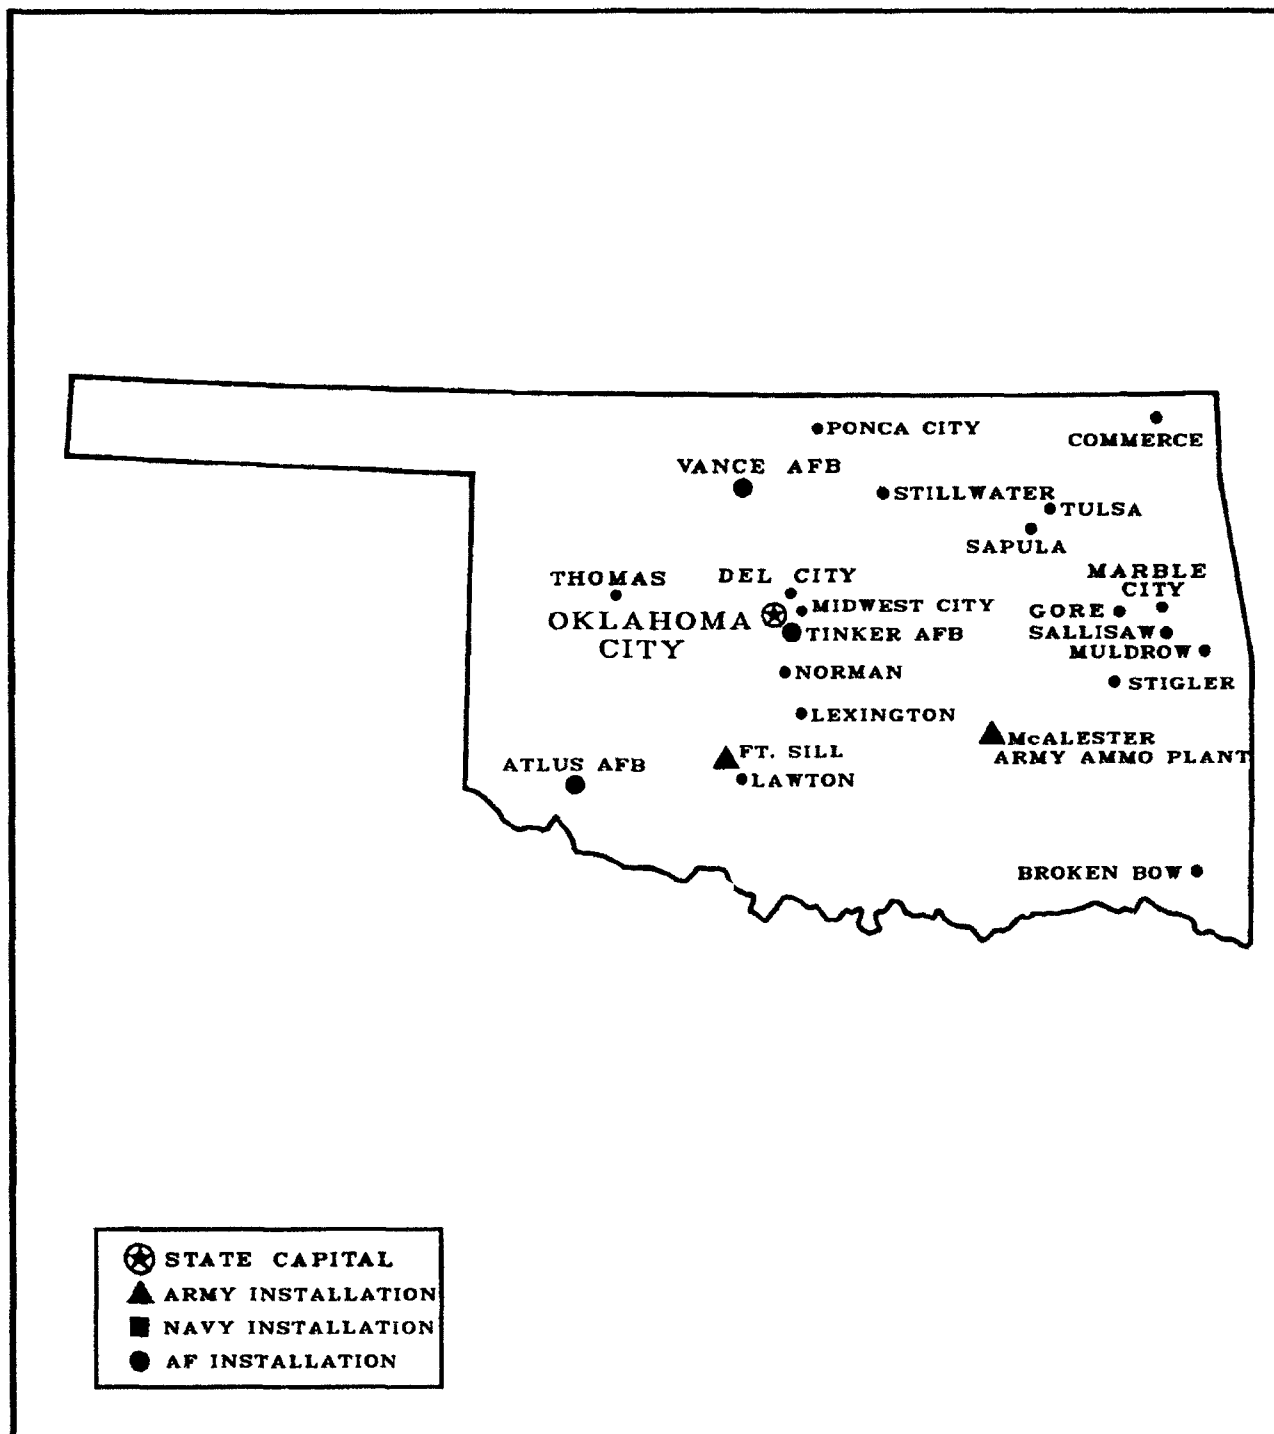 PONCA CITY
COMMERCE
VANCE AFB
STILLWATER
TULSA
SAPULA
THOMAS
DEL CITY
MARBLE
CITY
OKLAHOMA
CITY
MIDWEST CITY
GORE
TINKER AFB
SALLISAW
MULDROW
NORMAN
STIGLER
LEXINGTON
FT. SILL
McALESTER
ARMY AMMO PLANT
ATLUS AFB
LAWTON
BROKEN BOW
STATE CAPITAL
ARMY INSTALLATION
NAVY INSTALLATION
AF INSTALLATION